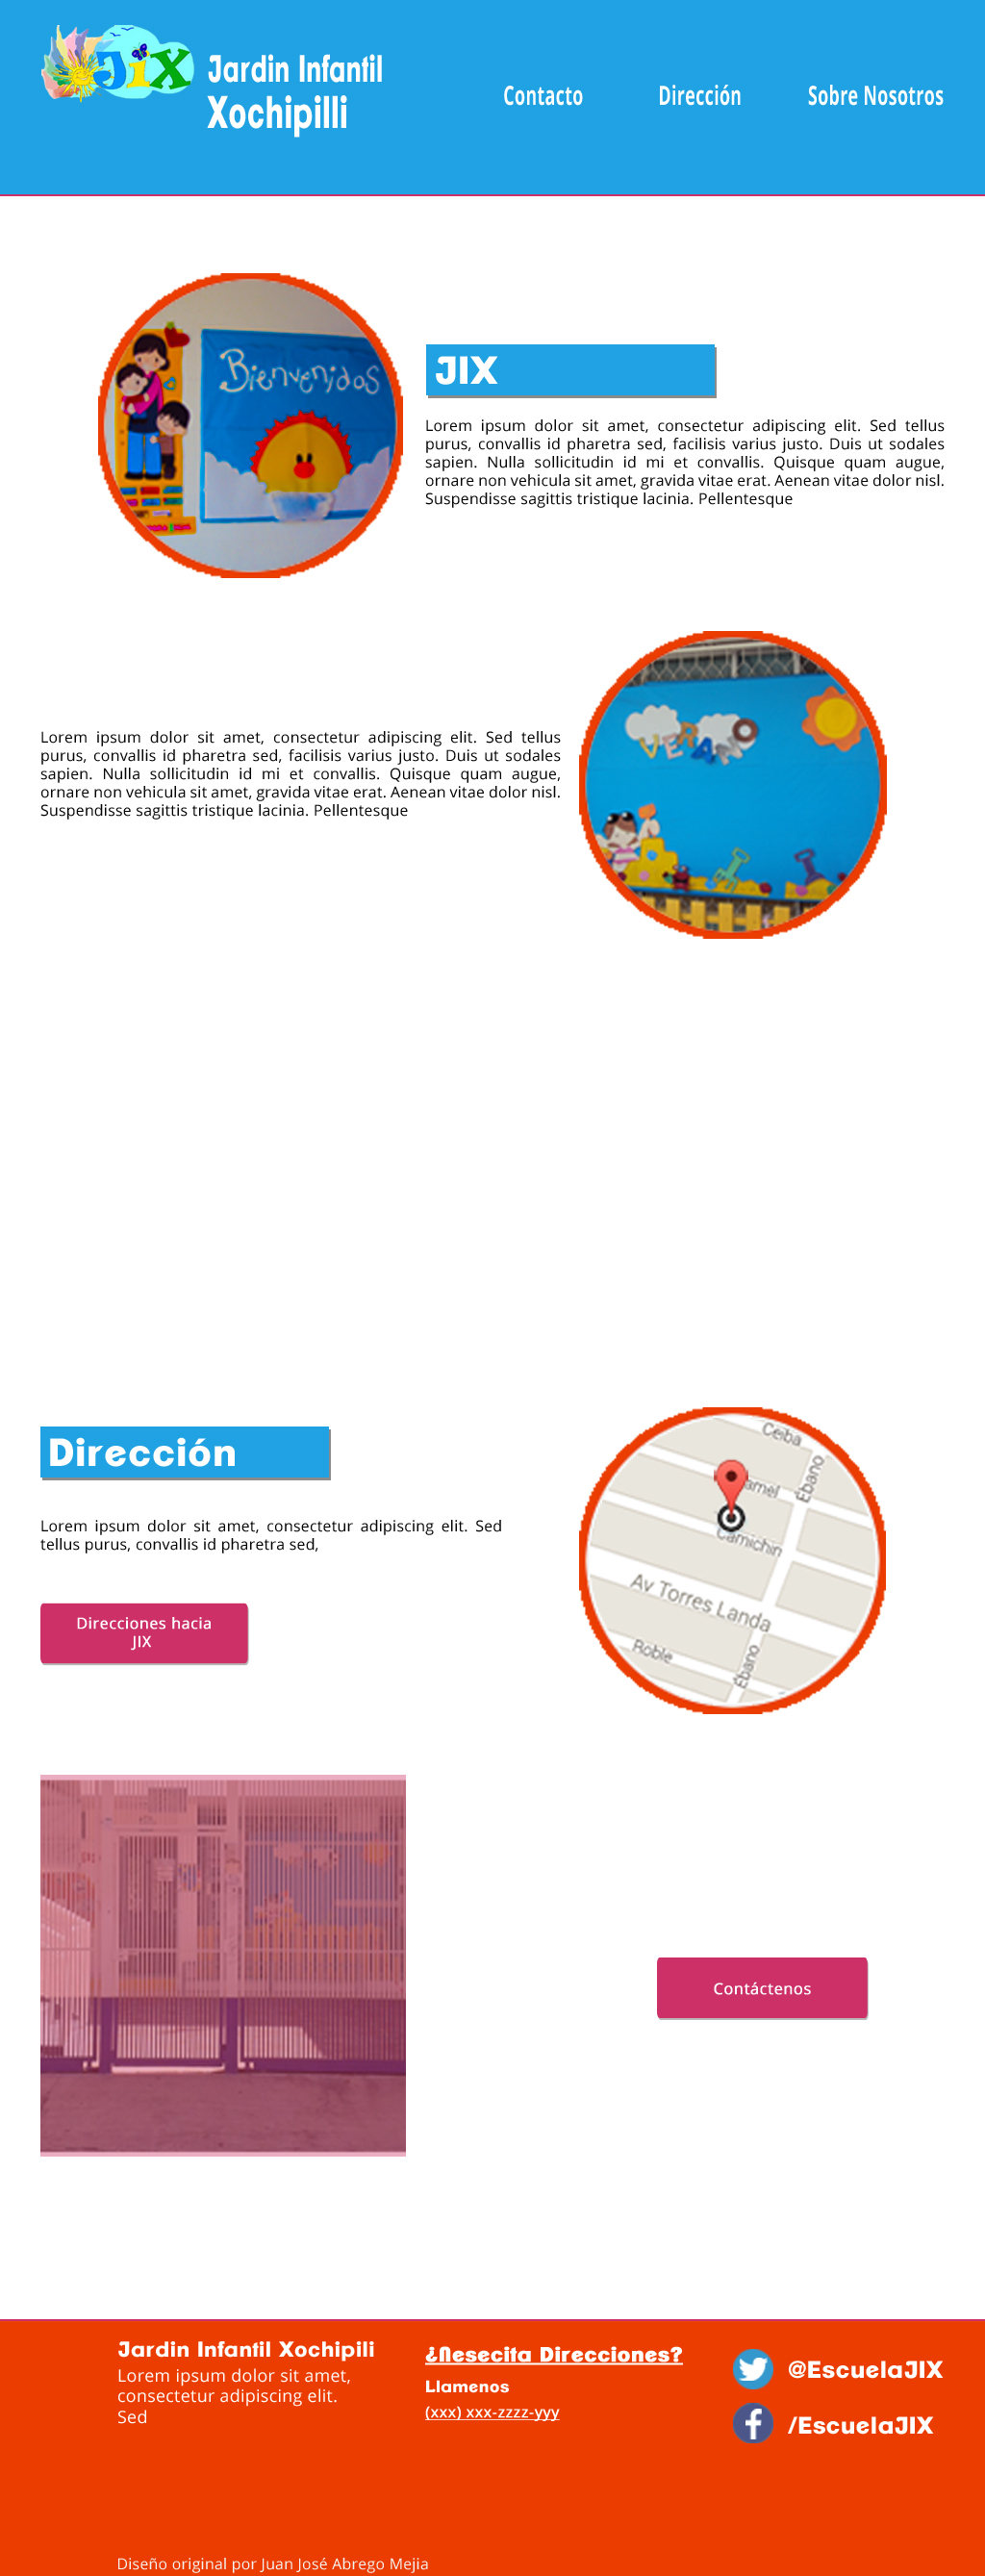 JiX
Jardin Infantil
Xochipilli
Contacto
Dirección
Sobre Nosotros
Bienvenidos
JIX
Lorem ipsum dolor sit amet, consectetur adipiscing elit. Sed tellus
purus, convallis id pharetra sed, facilisis varius justo. Duis ut sodales
sapien. Nulla sollicitudin id mi et convallis. Quisque quam augue,
ornare non vehicula sit amet, gravida vitae erat. Aenean vitae dolor nisl.
Suspendisse sagittis tristique lacinia. Pellentesque
VERANO
Lorem ipsum dolor sit amet, consectetur adipiscing elit. Sed tellus
purus, convallis id pharetra sed, facilisis varius justo. Duis ut sodales
sapien. Nulla sollicitudin id mi et convallis. Quisque quam augue,
ornare non vehicula sit amet, gravida vitae erat. Aenean vitae dolor nisl.
Suspendisse sagittis tristique lacinia. Pellentesque
Dirección
Lorem ipsum dolor sit amet, consectetur adipiscing elit. Sed
tellus purus, convallis id pharetra sed,
Direcciones hacia
JIX
Ceiba
Ébano
Camichin
Av Torres Landa
Roble
Ébano
Contáctenos
Jardin Infantil Xochipili
Lorem ipsum dolor sit amet,
consectetur adipiscing elit.
Sed
¿Nesecita Direcciones?
Llamenos
(xxx) xxx-zzzz-yyy
@EscuelaJIX
/EscuelaJIX
Diseño original por Juan José Abrego Mejia